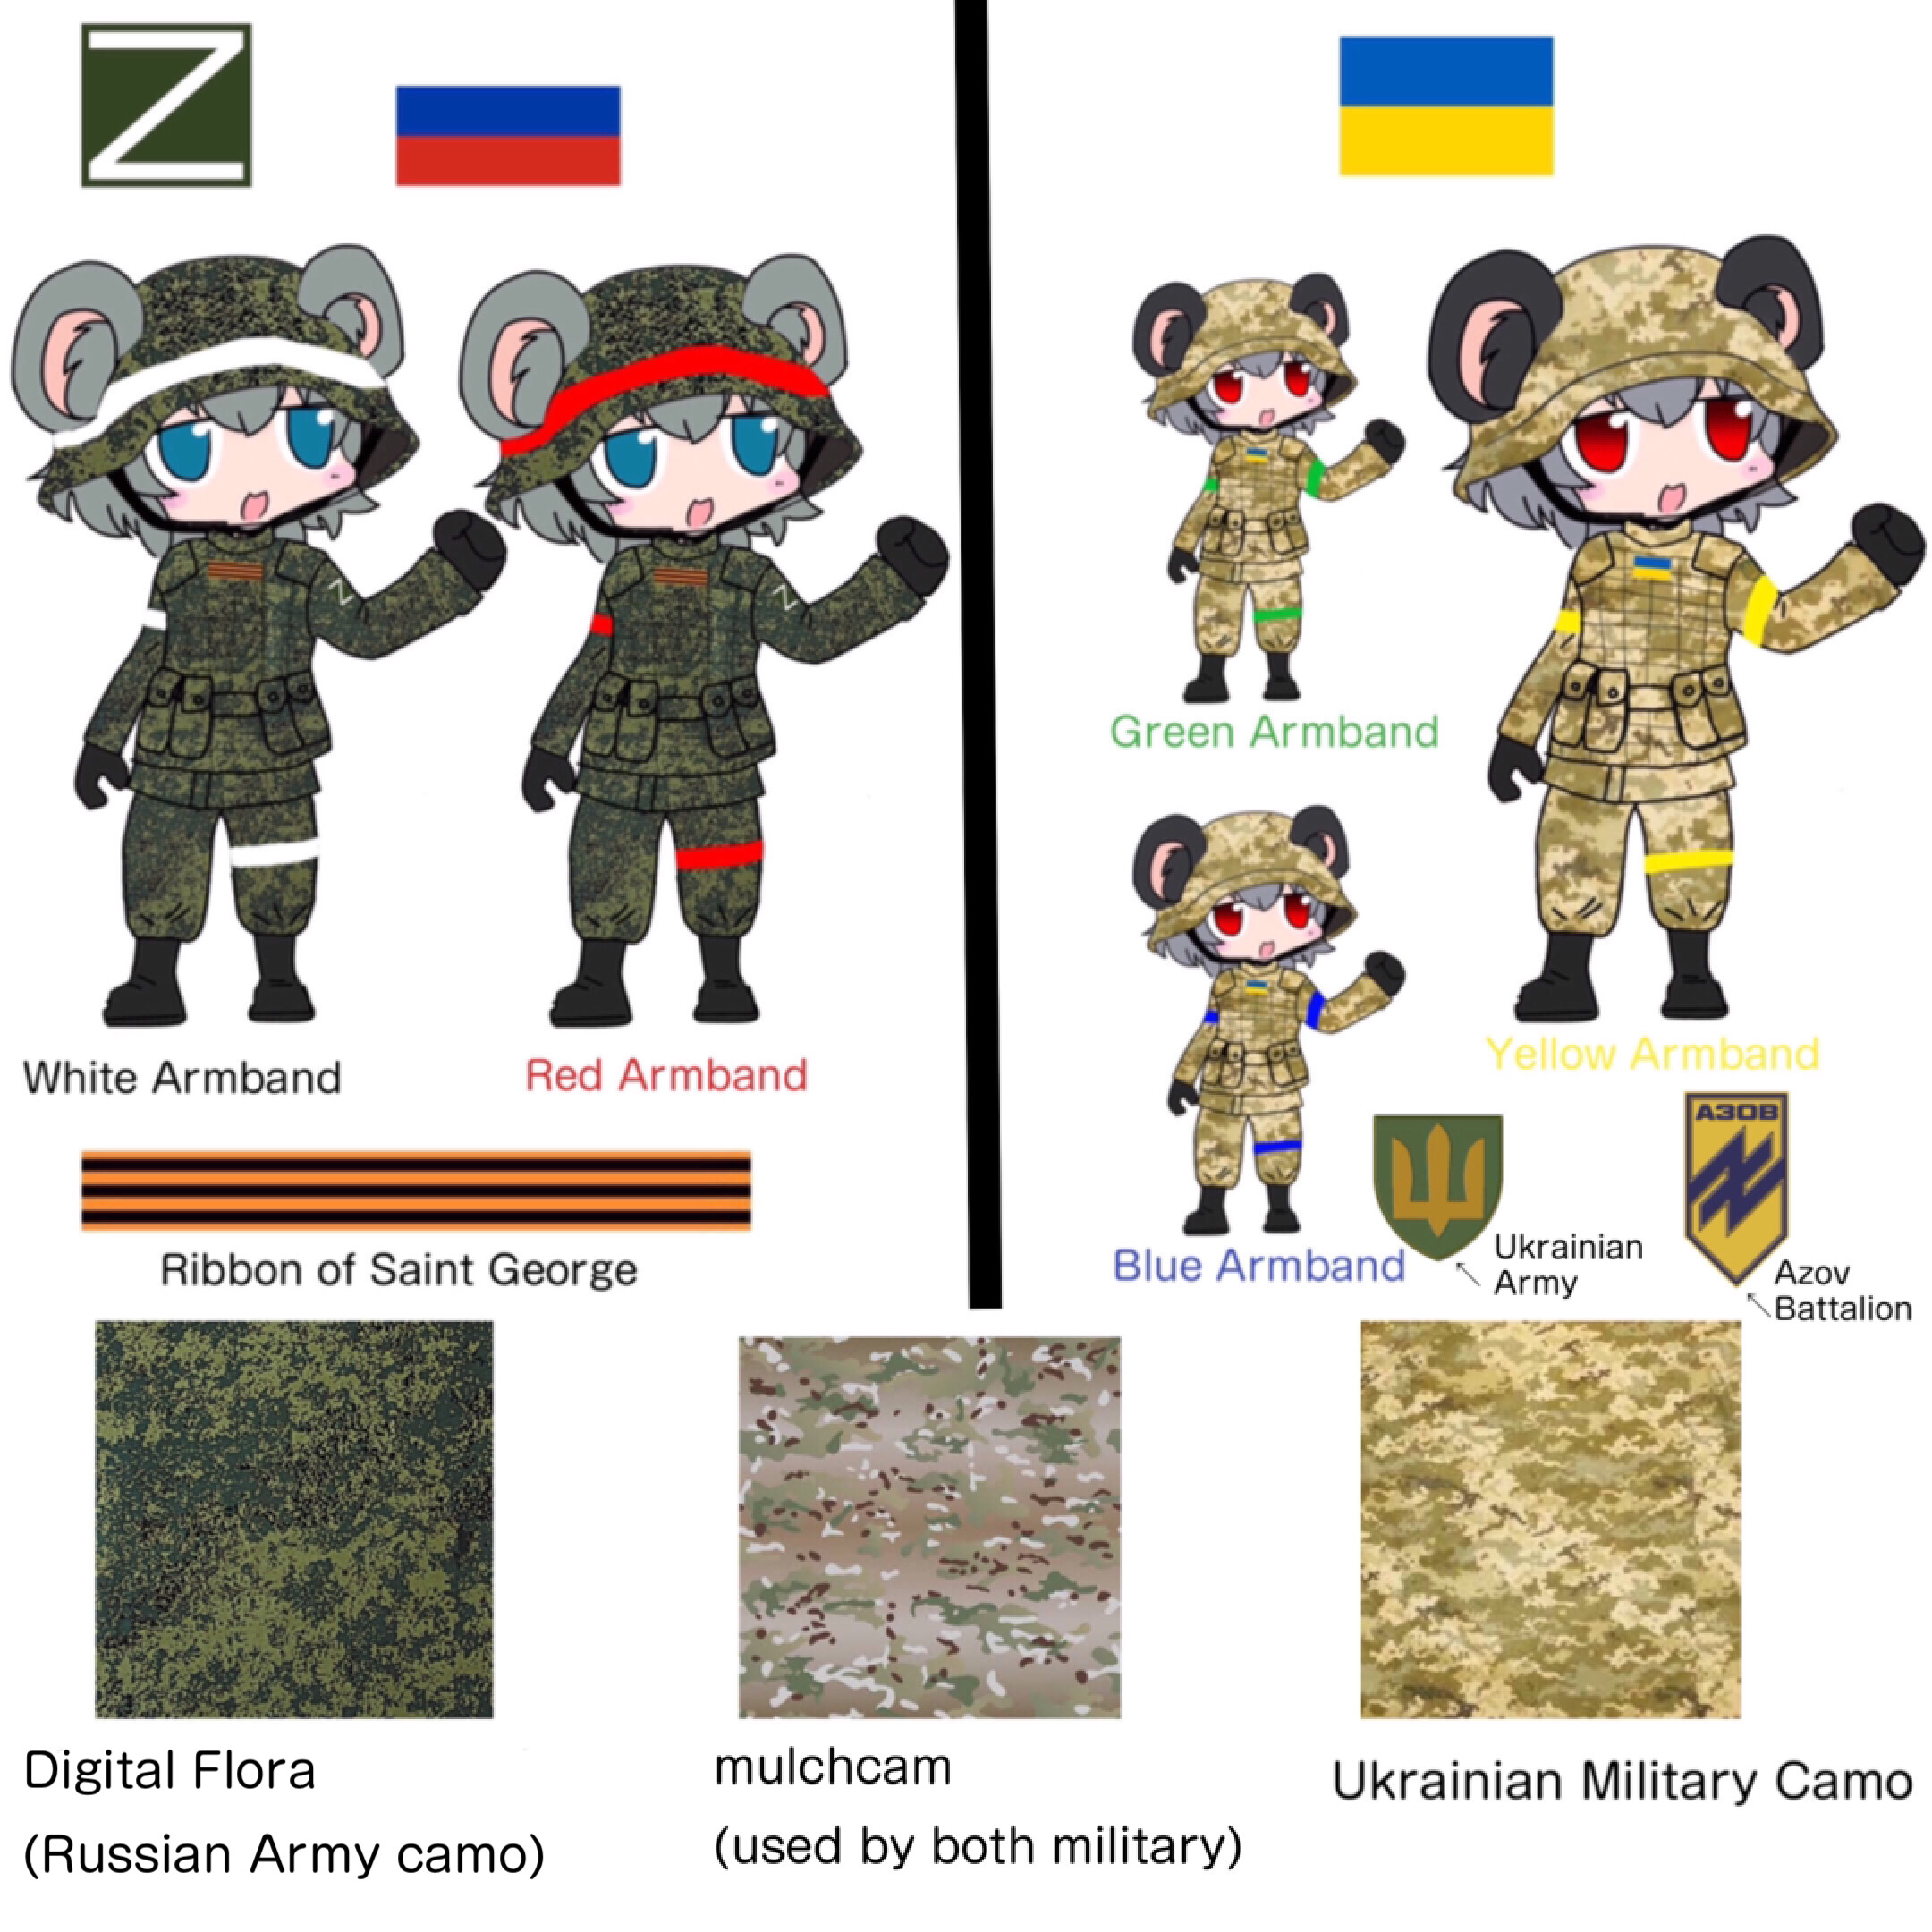 Z
White Armband
Red Armband
Ribbon of Saint George
Green Armband
Yellow Armband
Blue Armband
Ukrainian
Army
АЗОВ
Azov
Battalion
Digital Flora
(Russian Army camo)
mulchcam
(used by both military)
Ukrainian Military Camo